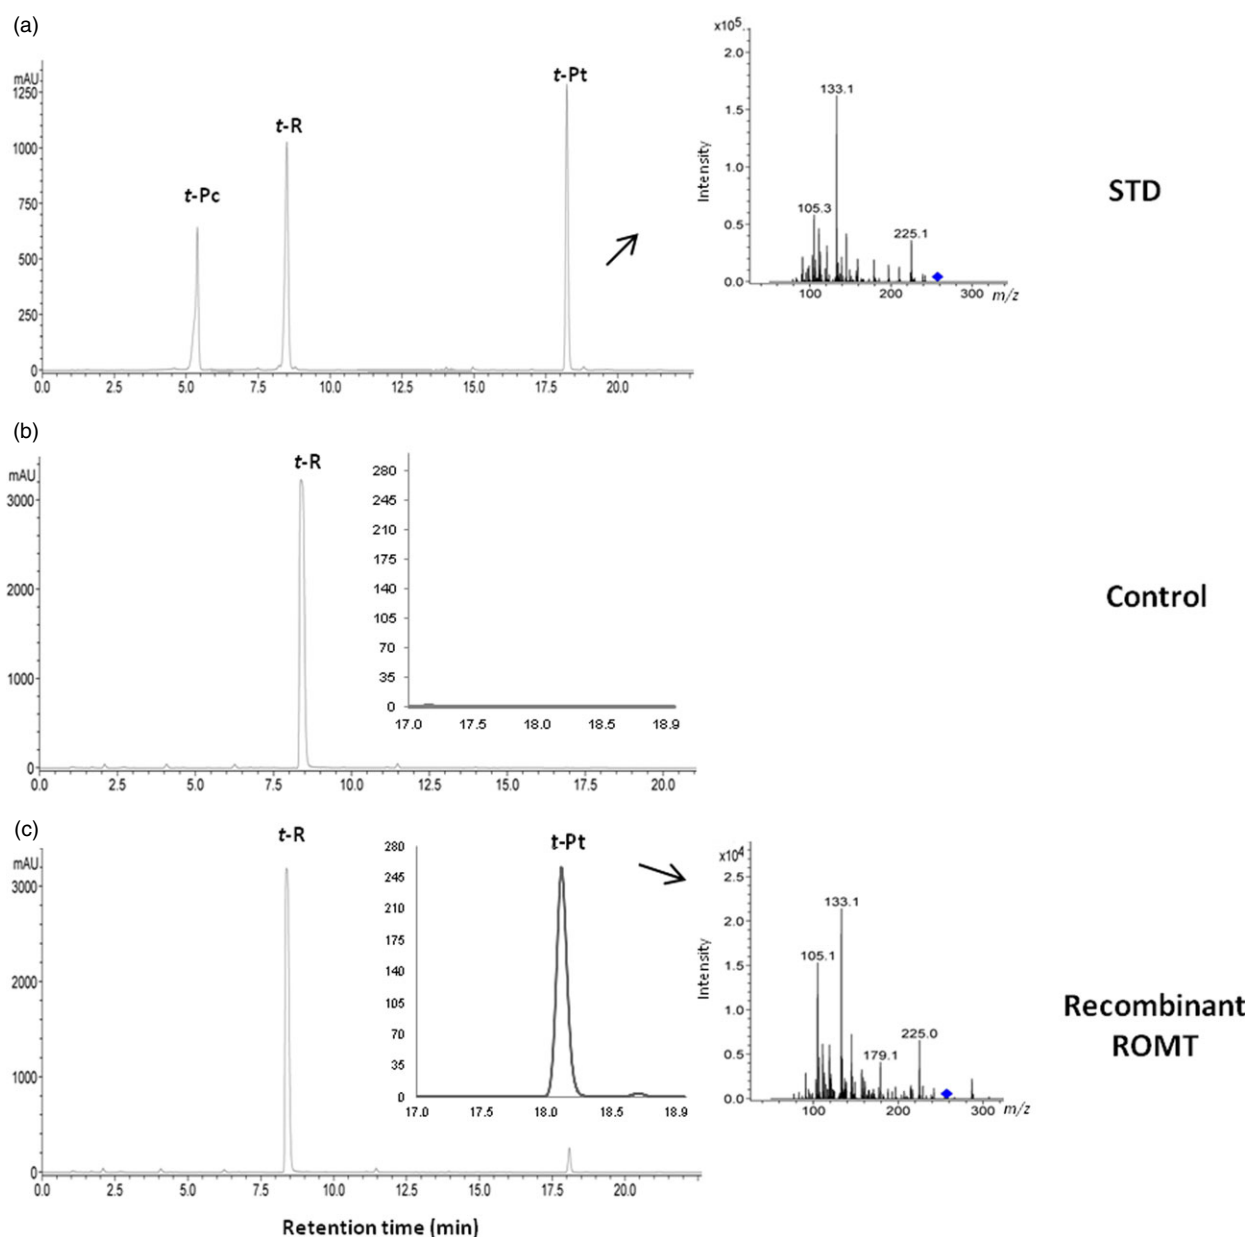 (a)
mAU
1250
1000
750
500
250
0
t-Pc
t-R
t-Pt
0.0 2.5 5.0 7.5 10.0 12.5 15.0 17.5 20.0
x10⁵
2.0
1.5
1.0
0.5
0.0
Intensity
133.1
105.3
225.1
100 200 300 m/z
STD
(b)
mAU
3000
2000
1000
0
t-R
0.0 2.5 5.0 7.5 10.0 12.5 15.0 17.5 20.0
280
245
210
175
140
105
70
35
0
17.0 17.5 18.0 18.5 18.9
Control
(c)
mAU
3000
2000
1000
0
t-R
0.0 2.5 5.0 7.5 10.0 12.5 15.0 17.5 20.0
280
245
210
175
140
105
70
35
0
t-Pt
17.0 17.5 18.0 18.5 18.9
x10⁴
2.5
2.0
1.5
1.0
0.5
0.0
Intensity
133.1
105.1
179.1
225.0
100 200 300 m/z
Recombinant
ROMT
Retention time (min)